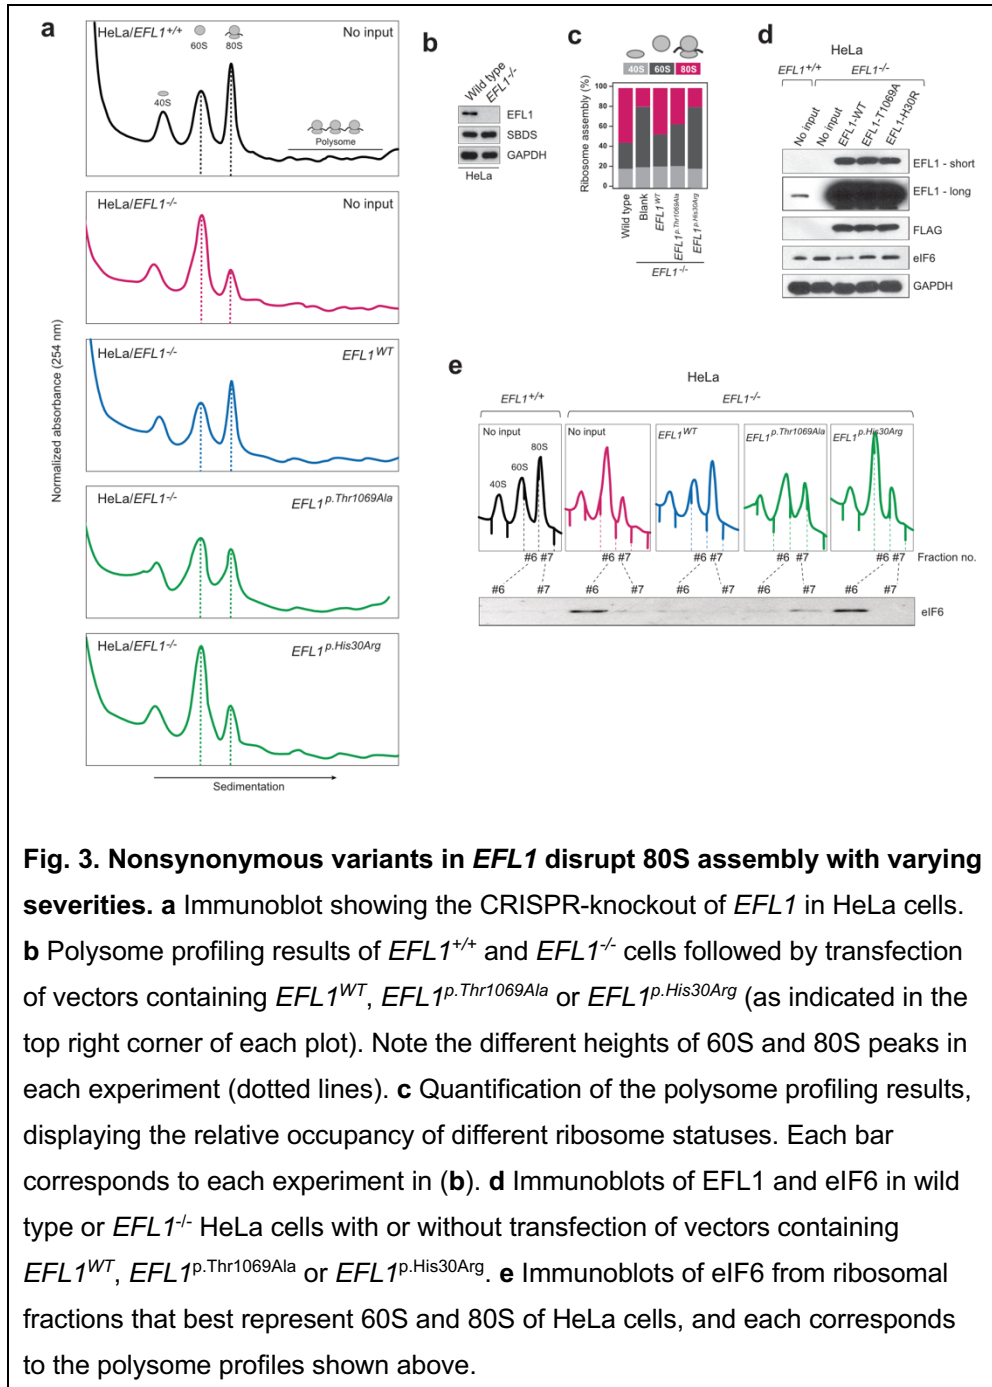 a
HeLa/EFL1+/+
No input
40S
60S
80S
Polysome
HeLa/EFL1-/-
No input
HeLa/EFL1-/-
EFL1WT
HeLa/EFL1-/-
EFL1p.Thr1069Ala
HeLa/EFL1-/-
EFL1p.His30Arg
Normalized absorbance (254 nm)
Sedimentation
b
Wild type
EFL1-/-
EFL1
SBDS
GAPDH
HeLa
c
40S 60S 80S
Ribosome assembly (%)
100
80
60
40
20
0
Wild type
Blank
EFL1WT
EFL1p.Thr1069Ala
EFL1p.His30Arg
EFL1-/-
d
HeLa
EFL1+/+
EFL1-/-
No input
No input
EFL1-WT
EFL1-T1069A
EFL1-H30R
EFL1 - short
EFL1 - long
FLAG
eIF6
GAPDH
e
HeLa
EFL1+/+
EFL1-/-
No input
40S
60S
80S
No input
EFL1WT
EFL1p.Thr1069Ala
EFL1p.His30Arg
#6 #7 #6 #7 #6 #7 #6 #7 #6 #7 Fraction no.
#6 #7 #6 #7 #6 #7 #6 #7 #6 #7
eIF6
Fig. 3. Nonsynonymous variants in EFL1 disrupt 80S assembly with varying
severities. a Immunoblot showing the CRISPR-knockout of EFL1 in HeLa cells.
b Polysome profiling results of EFL1+/+ and EFL1-/- cells followed by transfection
of vectors containing EFL1WT, EFL1p.Thr1069Ala or EFL1p.His30Arg (as indicated in the
top right corner of each plot). Note the different heights of 60S and 80S peaks in
each experiment (dotted lines). c Quantification of the polysome profiling results,
displaying the relative occupancy of different ribosome statuses. Each bar
corresponds to each experiment in (b). d Immunoblots of EFL1 and eIF6 in wild
type or EFL1-/- HeLa cells with or without transfection of vectors containing
EFL1WT, EFL1p.Thr1069Ala or EFL1p.His30Arg. e Immunoblots of eIF6 from ribosomal
fractions that best represent 60S and 80S of HeLa cells, and each corresponds
to the polysome profiles shown above.